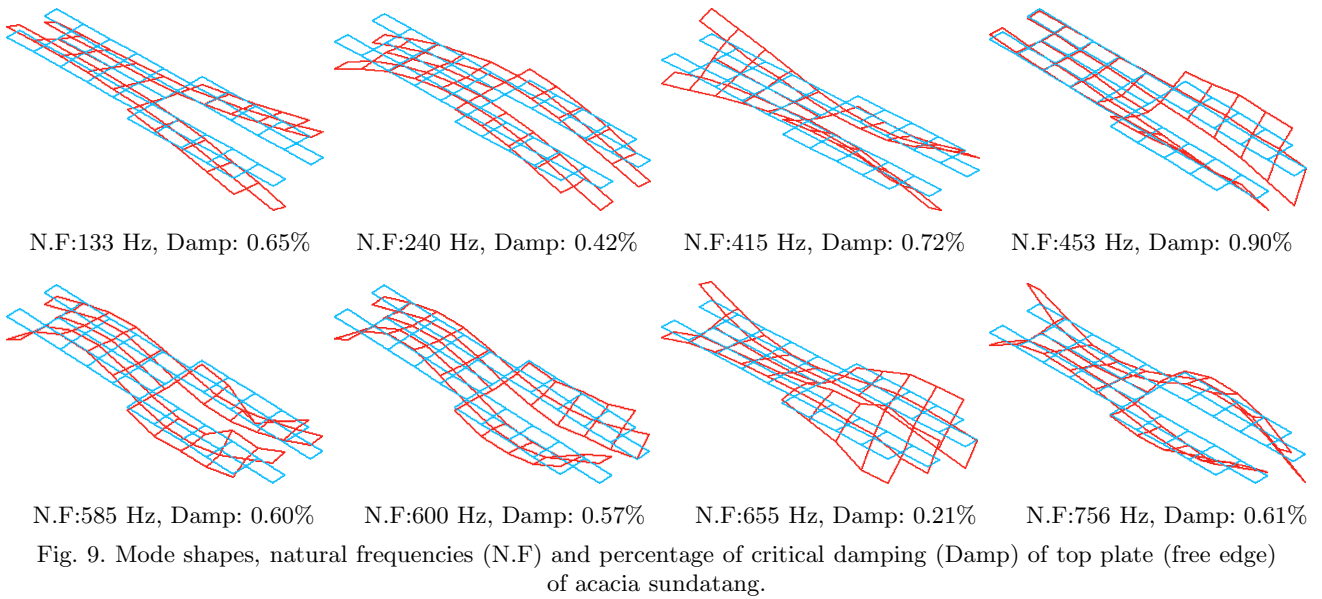 N.F:133 Hz, Damp: 0.65% N.F:240 Hz, Damp: 0.42% N.F:415 Hz, Damp: 0.72% N.F:453 Hz, Damp: 0.90%
N.F:585 Hz, Damp: 0.60% N.F:600 Hz, Damp: 0.57% N.F:655 Hz, Damp: 0.21% N.F:756 Hz, Damp: 0.61%
Fig. 9. Mode shapes, natural frequencies (N.F) and percentage of critical damping (Damp) of top plate (free edge)
of acacia sundatang.